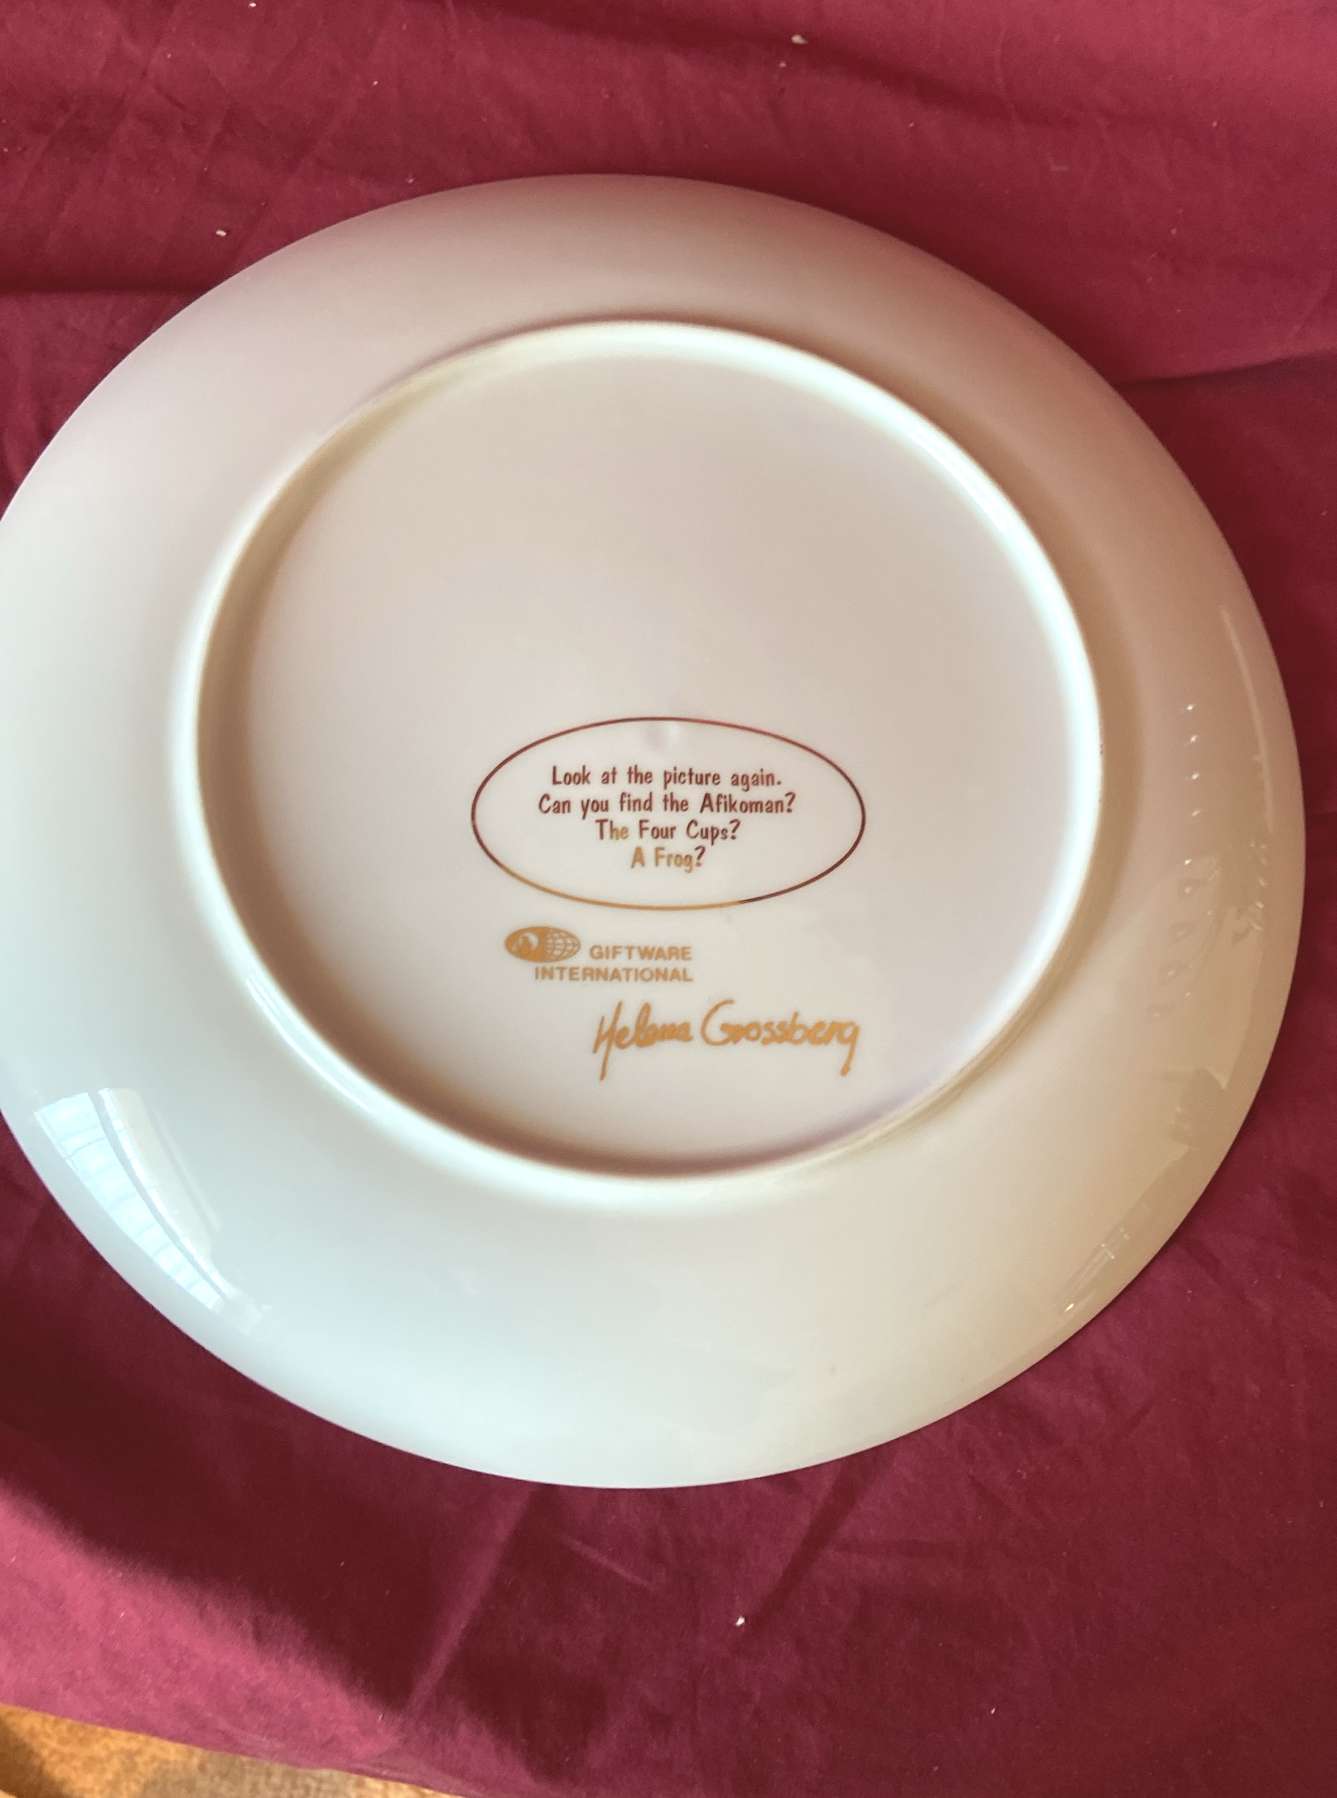 Look at the picture again.
Can you find the Afikoman?
The Four Cups?
A Frog?
GIFTWARE
INTERNATIONAL
Helena Grossberg